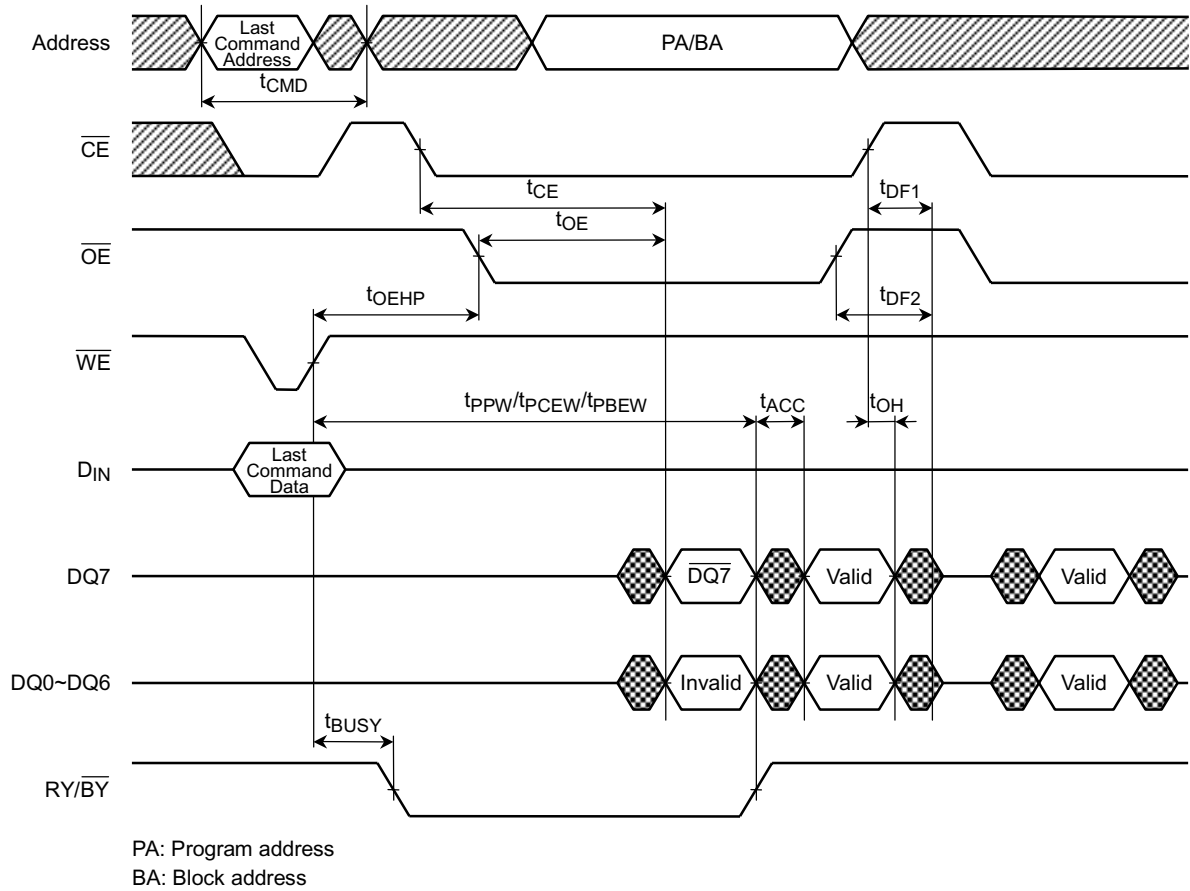 Address
Last
Command
Address
PA/BA
tCMD
CE
tCE
tDF1
tOE
OE
tOEHP
tDF2
WE
tPPW/tPCEW/tPBEW
tACC
tOH
DIN
Last
Command
Data
DQ7
DQ7
Valid
Valid
DQ0~DQ6
Invalid
Valid
Valid
tBUSY
RY/BY
PA: Program address
BA: Block address